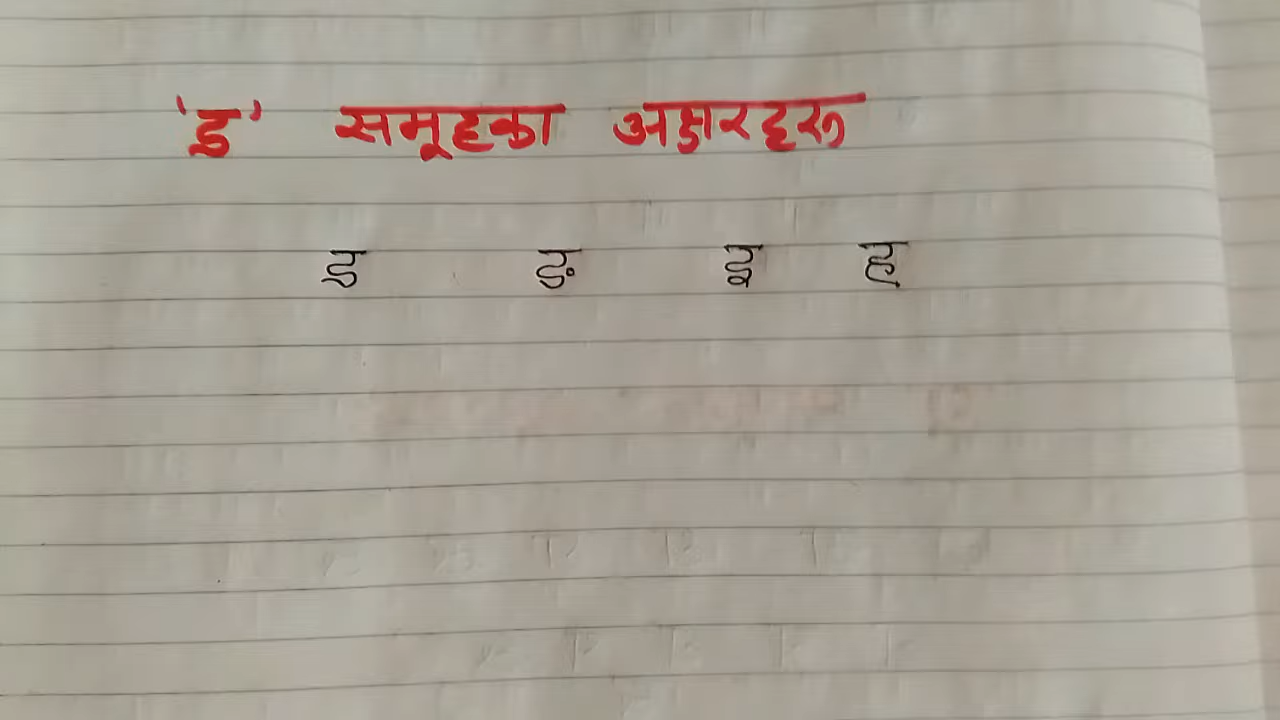 'इ' समूहका अक्षरहरु
ड ङ इ ह